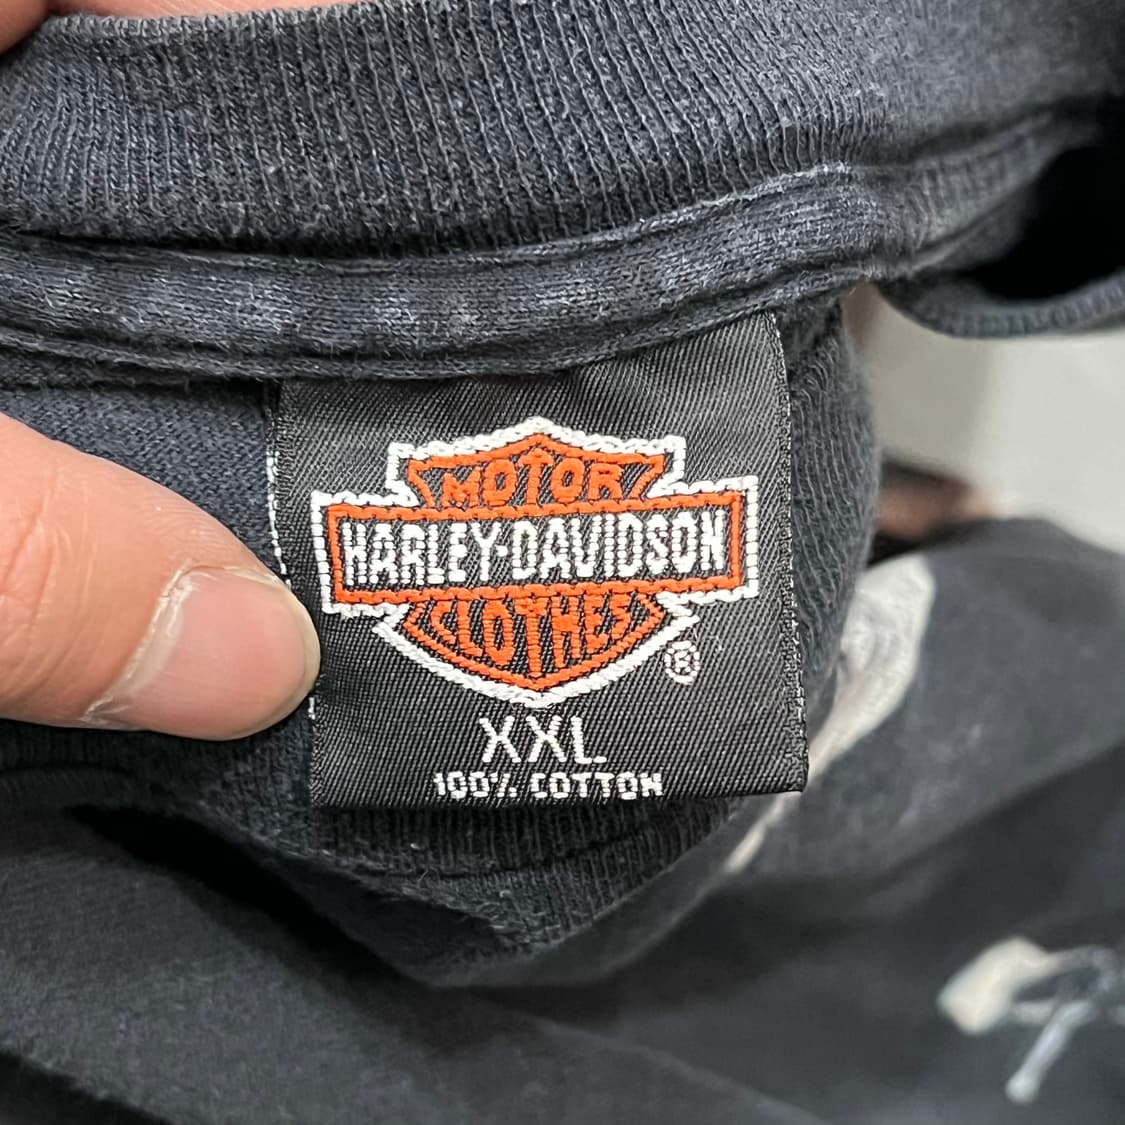 MOTOR
HARLEY-DAVIDSON
CLOTHES
®
XXL
100% COTTON